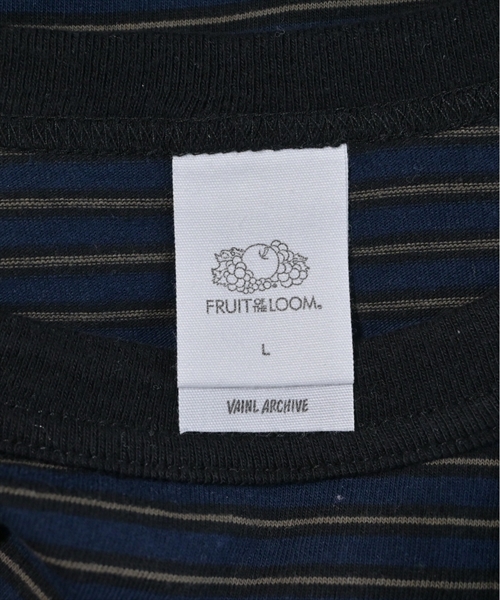 FRUIT OF THE LOOM®
L
VAINL ARCHIVE